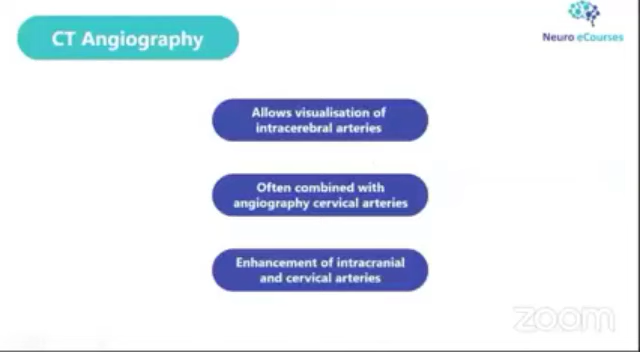 CT Angiography
Neuro eCourses
Allows visualisation of
intracerebral arteries
Often combined with
angiography cervical arteries
Enhancement of intracranial
and cervical arteries
zoom